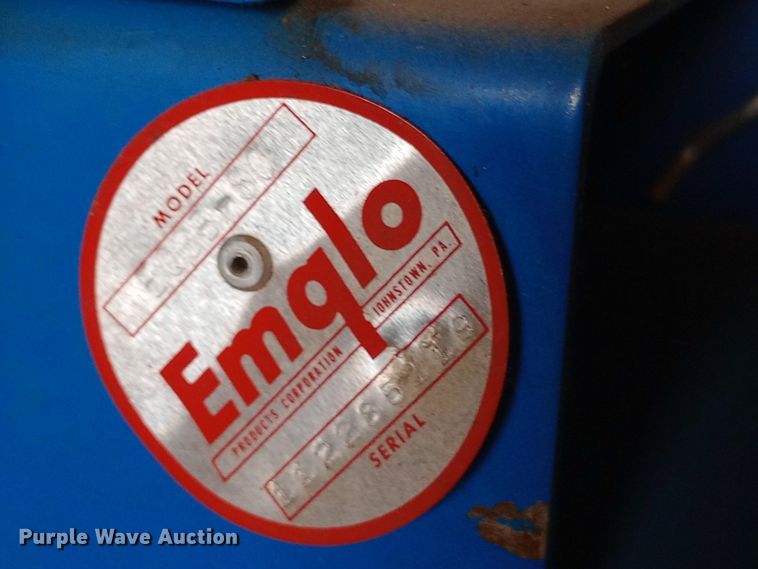 MODEL
Emglo
PRODUCTS CORPORATION JOHNSTOWN, PA.
SERIAL
Purple Wave Auction